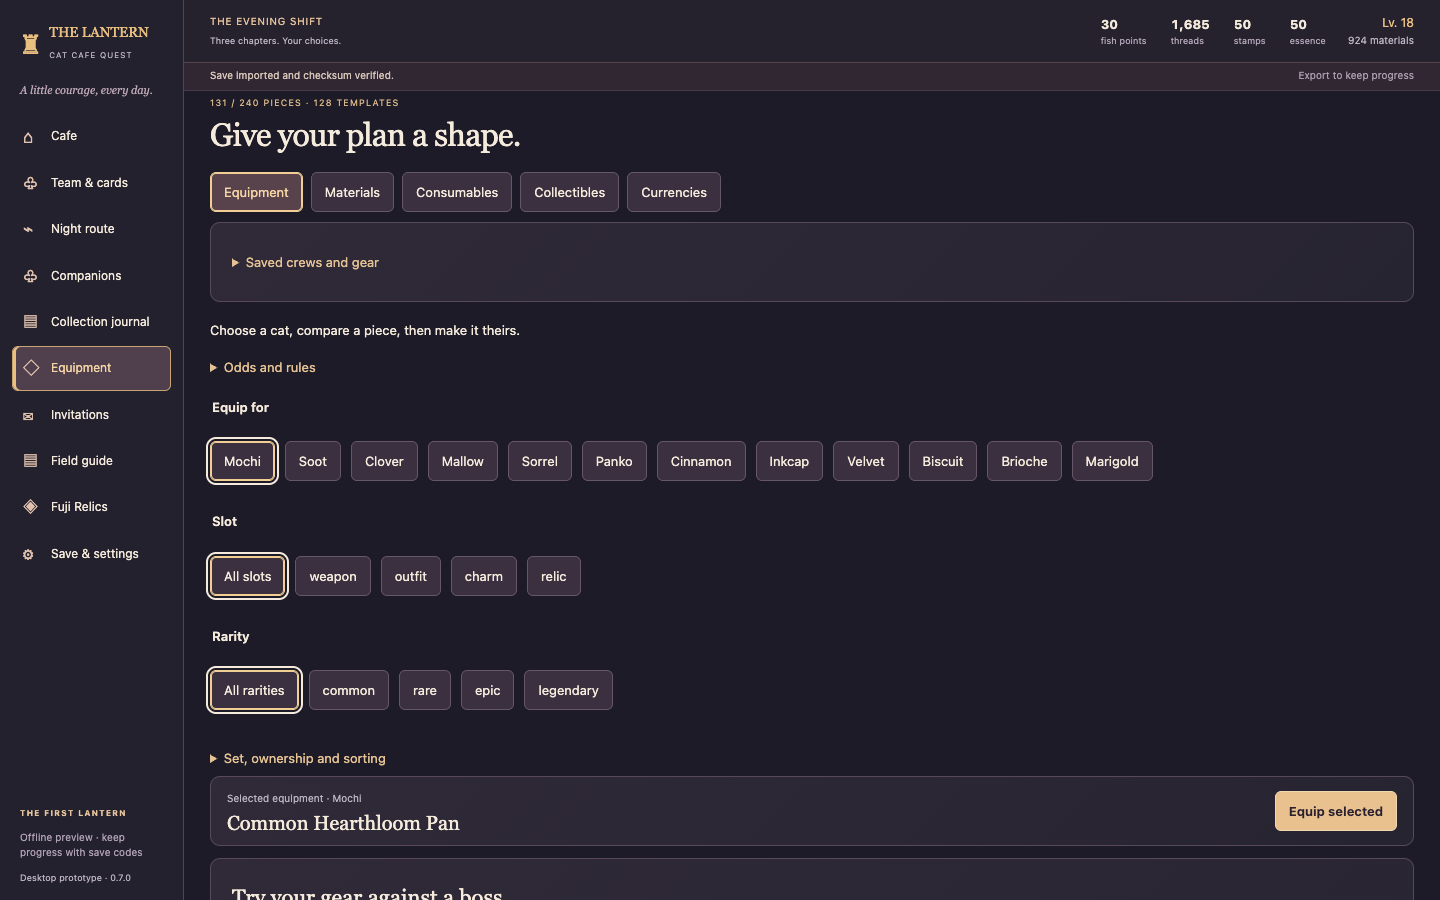 THE LANTERN
CAT CAFE QUEST
A little courage, every day.
Cafe
Team & cards
Night route
Companions
Collection journal
Equipment
Invitations
Field guide
Fuji Relics
Save & settings
THE FIRST LANTERN
Offline preview · keep
progress with save codes
Desktop prototype · 0.7.0
THE EVENING SHIFT
Three chapters. Your choices.
30
fish points
1,685
threads
50
stamps
50
essence
Lv. 18
924 materials
Save imported and checksum verified.
Export to keep progress
131 / 240 PIECES · 128 TEMPLATES
Give your plan a shape.
Equipment
Materials
Consumables
Collectibles
Currencies
Saved crews and gear
Choose a cat, compare a piece, then make it theirs.
Odds and rules
Equip for
Mochi
Soot
Clover
Mallow
Sorrel
Panko
Cinnamon
Inkcap
Velvet
Biscuit
Brioche
Marigold
Slot
All slots
weapon
outfit
charm
relic
Rarity
All rarities
common
rare
epic
legendary
Set, ownership and sorting
Selected equipment · Mochi
Common Hearthloom Pan
Equip selected
Try your gear against a boss